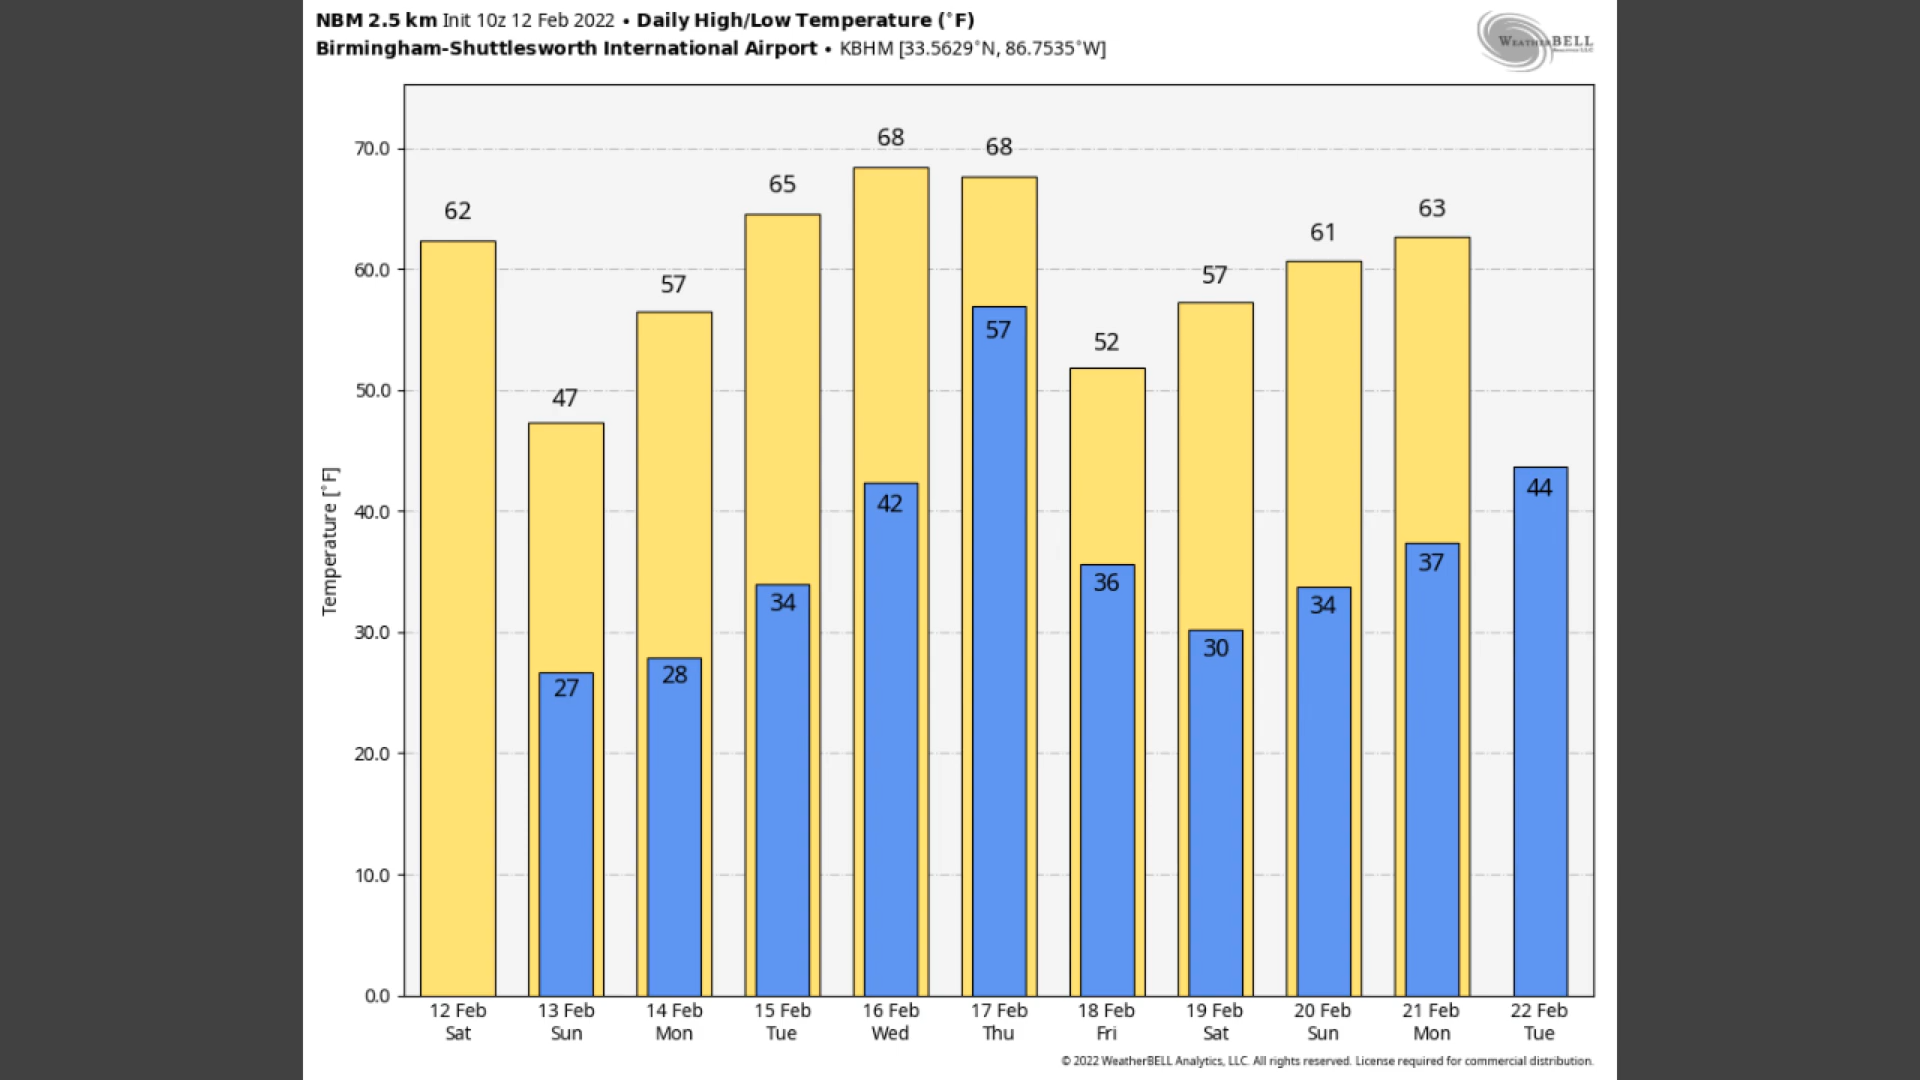 NBM 2.5 km Init 10z 12 Feb 2022 • Daily High/Low Temperature (˚F)
Birmingham-Shuttlesworth International Airport • KBHM [33.5629˚N, 86.7535˚W]
WEATHERBELL
70.0
60.0
50.0
40.0
30.0
20.0
10.0
0.0
Temperature [˚F]
62
47
57
65
68
68
52
57
61
63
27
28
34
42
57
36
30
34
37
44
12 Feb
Sat
13 Feb
Sun
14 Feb
Mon
15 Feb
Tue
16 Feb
Wed
17 Feb
Thu
18 Feb
Fri
19 Feb
Sat
20 Feb
Sun
21 Feb
Mon
22 Feb
Tue
© 2022 WeatherBELL Analytics, LLC. All rights reserved. License required for commercial distribution.